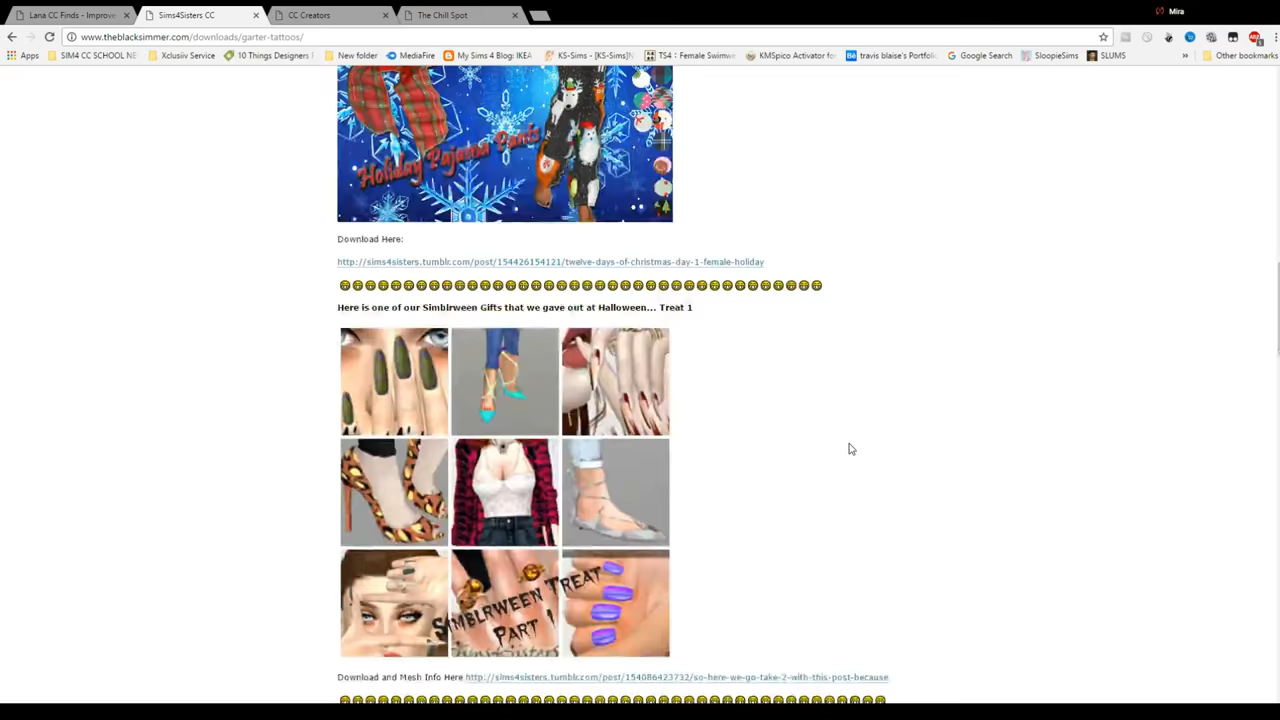 Lana CC Finds - Improve
Sims4Sisters CC
CC Creators
The Chill Spot
Mira
www.theblacksimmer.com/downloads/garter-tattoos/
Apps
SIM4 CC SCHOOL NE
Xclusiiv Service
10 Things Designers
New folder
MediaFire
My Sims 4 Blog: IKEA
KS-Sims - [KS-Sims]
TS4 : Female Swimwe
KMSpico Activator for
travis blaise's Portfoli
Google Search
SloopieSims
SLUMS
»
Other bookmarks
Holiday Pajama Pants
Download Here:
http://sims4sisters.tumblr.com/post/154426154121/twelve-days-of-christmas-day-1-female-holiday
Here is one of our Simblrween Gifts that we gave out at Halloween... Treat 1
SIMBLRWEEN TREAT
PART 1
Sims4Sisters
Download and Mesh Info Here http://sims4sisters.tumblr.com/post/154086423732/so-here-we-go-take-2-with-this-post-because